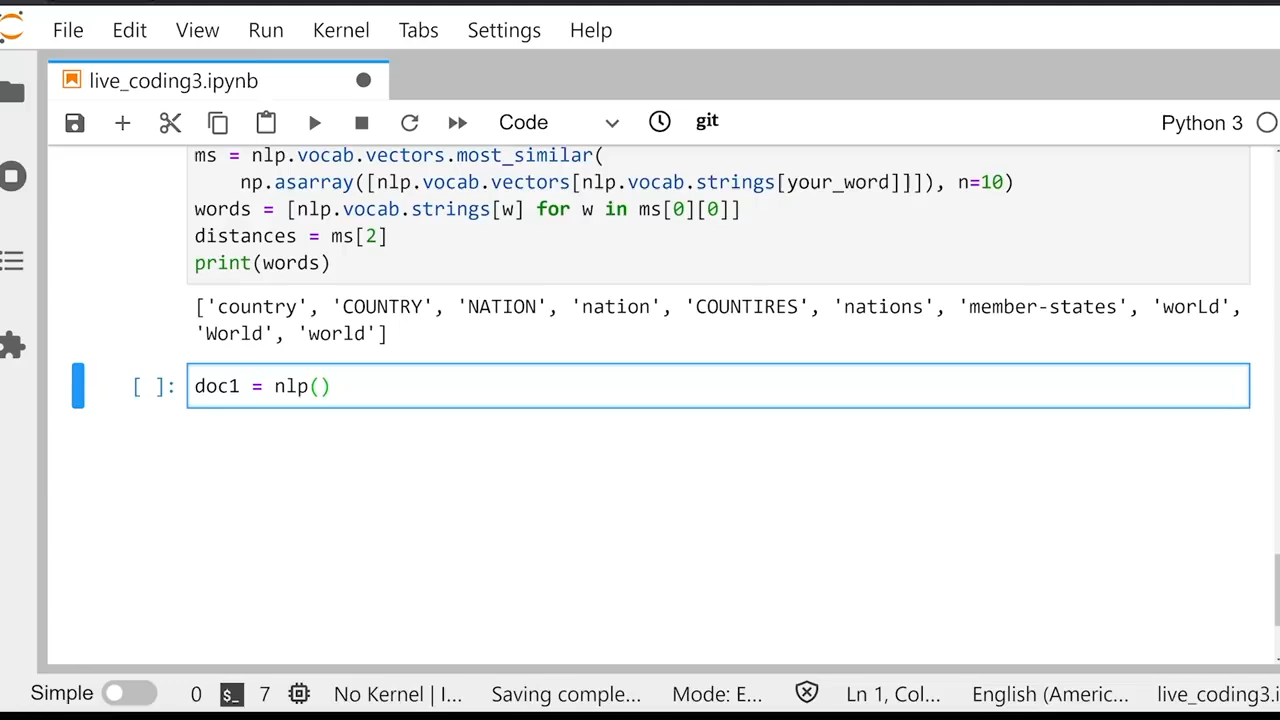 File Edit View Run Kernel Tabs Settings Help
live_coding3.ipynb
Code git Python 3
ms = nlp.vocab.vectors.most_similar(
np.asarray([nlp.vocab.vectors[nlp.vocab.strings[your_word]]]), n=10)
words = [nlp.vocab.strings[w] for w in ms[0][0]]
distances = ms[2]
print(words)
['country', 'COUNTRY', 'NATION', 'nation', 'COUNTIRES', 'nations', 'member-states', 'worLd',
'World', 'world']
[ ]: doc1 = nlp()
Simple 0 $_ 7 No Kernel | I... Saving comple... Mode: E... Ln 1, Col... English (Americ... live_coding3.i